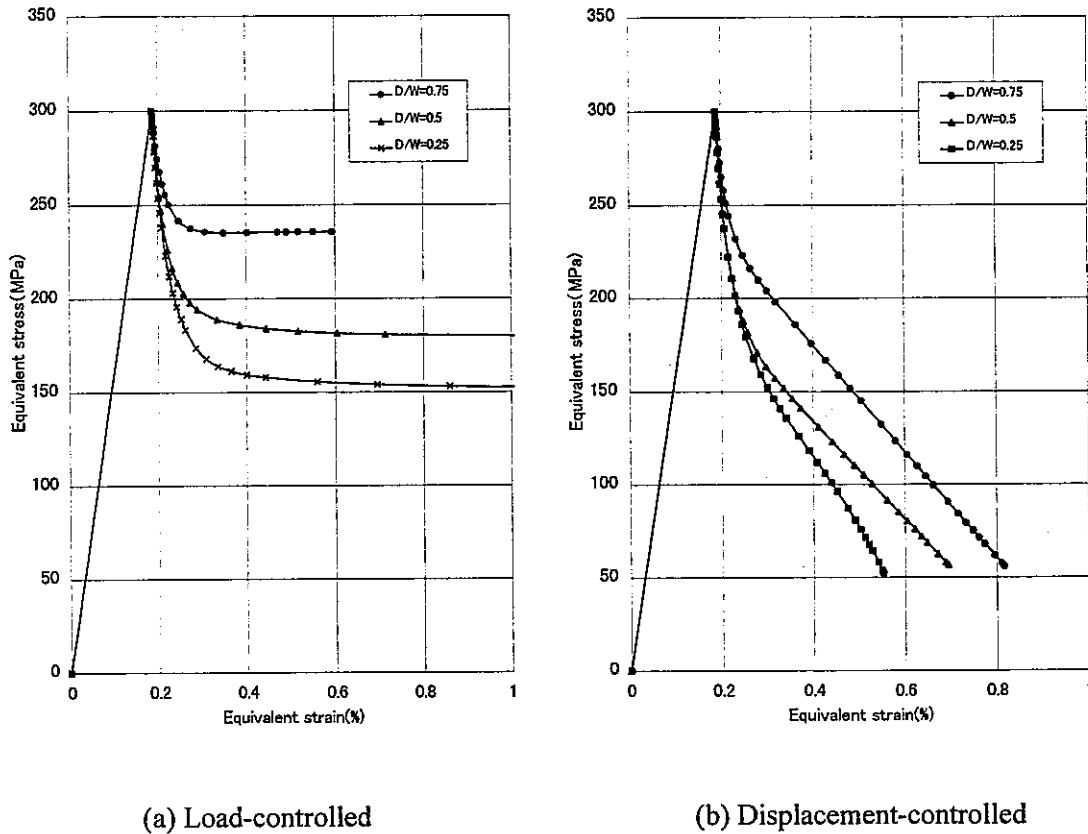 350
300
250
200
150
100
50
0
Equivalent stress(MPa)
D/W=0.75
D/W=0.5
D/W=0.25
0 0.2 0.4 0.6 0.8 1
Equivalent strain(%)
(a) Load-controlled
350
300
250
200
150
100
50
0
Equivalent stress(MPa)
D/W=0.75
D/W=0.5
D/W=0.25
0 0.2 0.4 0.6 0.8
Equivalent strain(%)
(b) Displacement-controlled